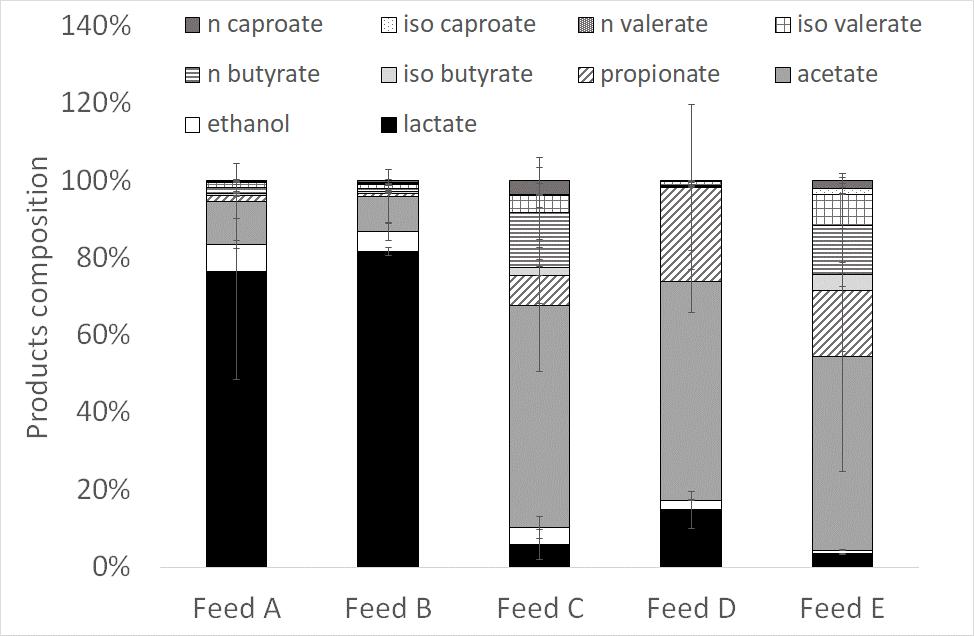 140%
n caproate iso caproate n valerate iso valerate
n butyrate iso butyrate propionate acetate
120%
ethanol lactate
100%
80%
60%
40%
20%
0%
Products composition
Feed A Feed B Feed C Feed D Feed E